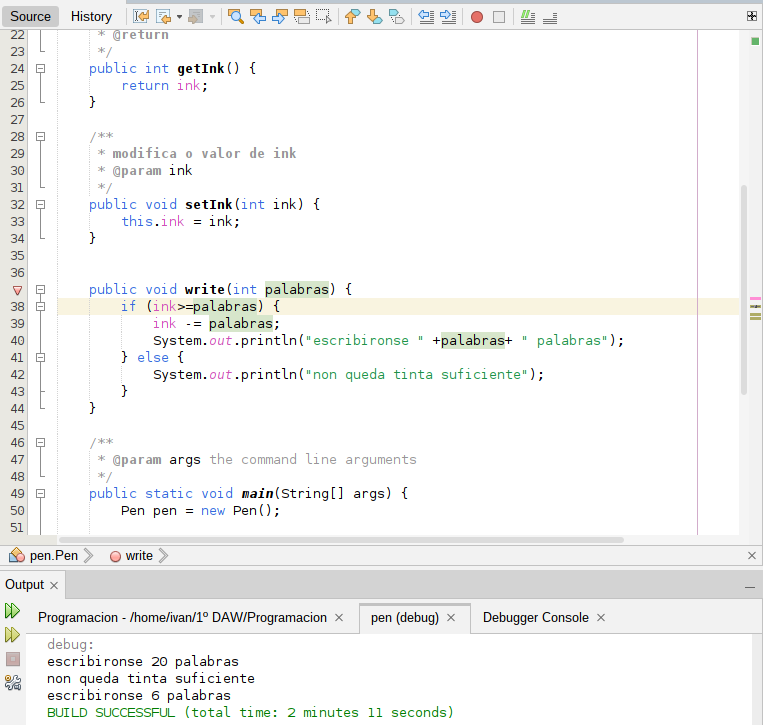 Source History
22 * @return
23 */
24 public int getInk() {
25 return ink;
26 }
27
28 /**
29 * modifica o valor de ink
30 * @param ink
31 */
32 public void setInk(int ink) {
33 this.ink = ink;
34 }
35
36
public void write(int palabras) {
38 if (ink>=palabras) {
39 ink -= palabras;
40 System.out.println("escribironse " +palabras+ " palabras");
41 } else {
42 System.out.println("non queda tinta suficiente");
43 }
44 }
45
46 /**
47 * @param args the command line arguments
48 */
49 public static void main(String[] args) {
50 Pen pen = new Pen();
51
pen.Pen write
Output
Programacion - /home/ivan/1º DAW/Programacion pen (debug) Debugger Console
debug:
escribironse 20 palabras
non queda tinta suficiente
escribironse 6 palabras
BUILD SUCCESSFUL (total time: 2 minutes 11 seconds)